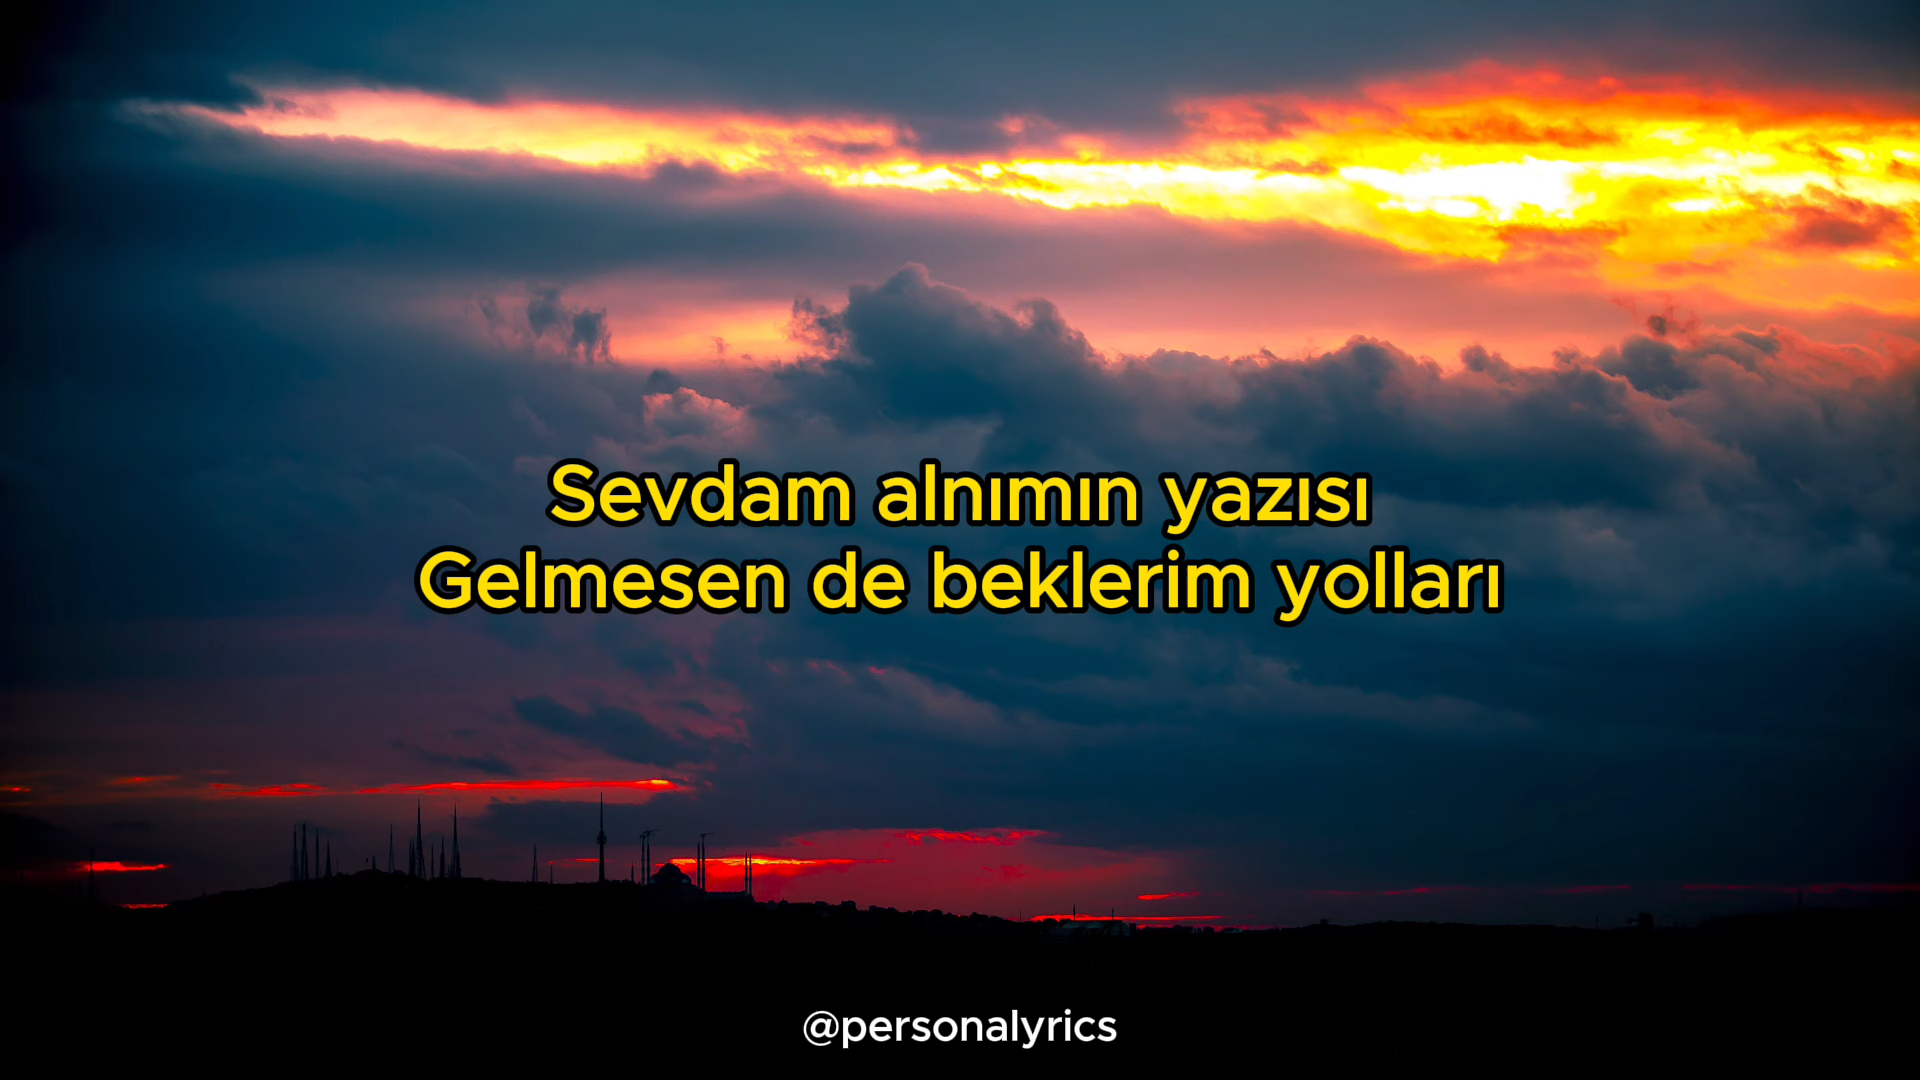 Sevdam alnımın yazısı
Gelmesen de beklerim yolları
@personalyrics